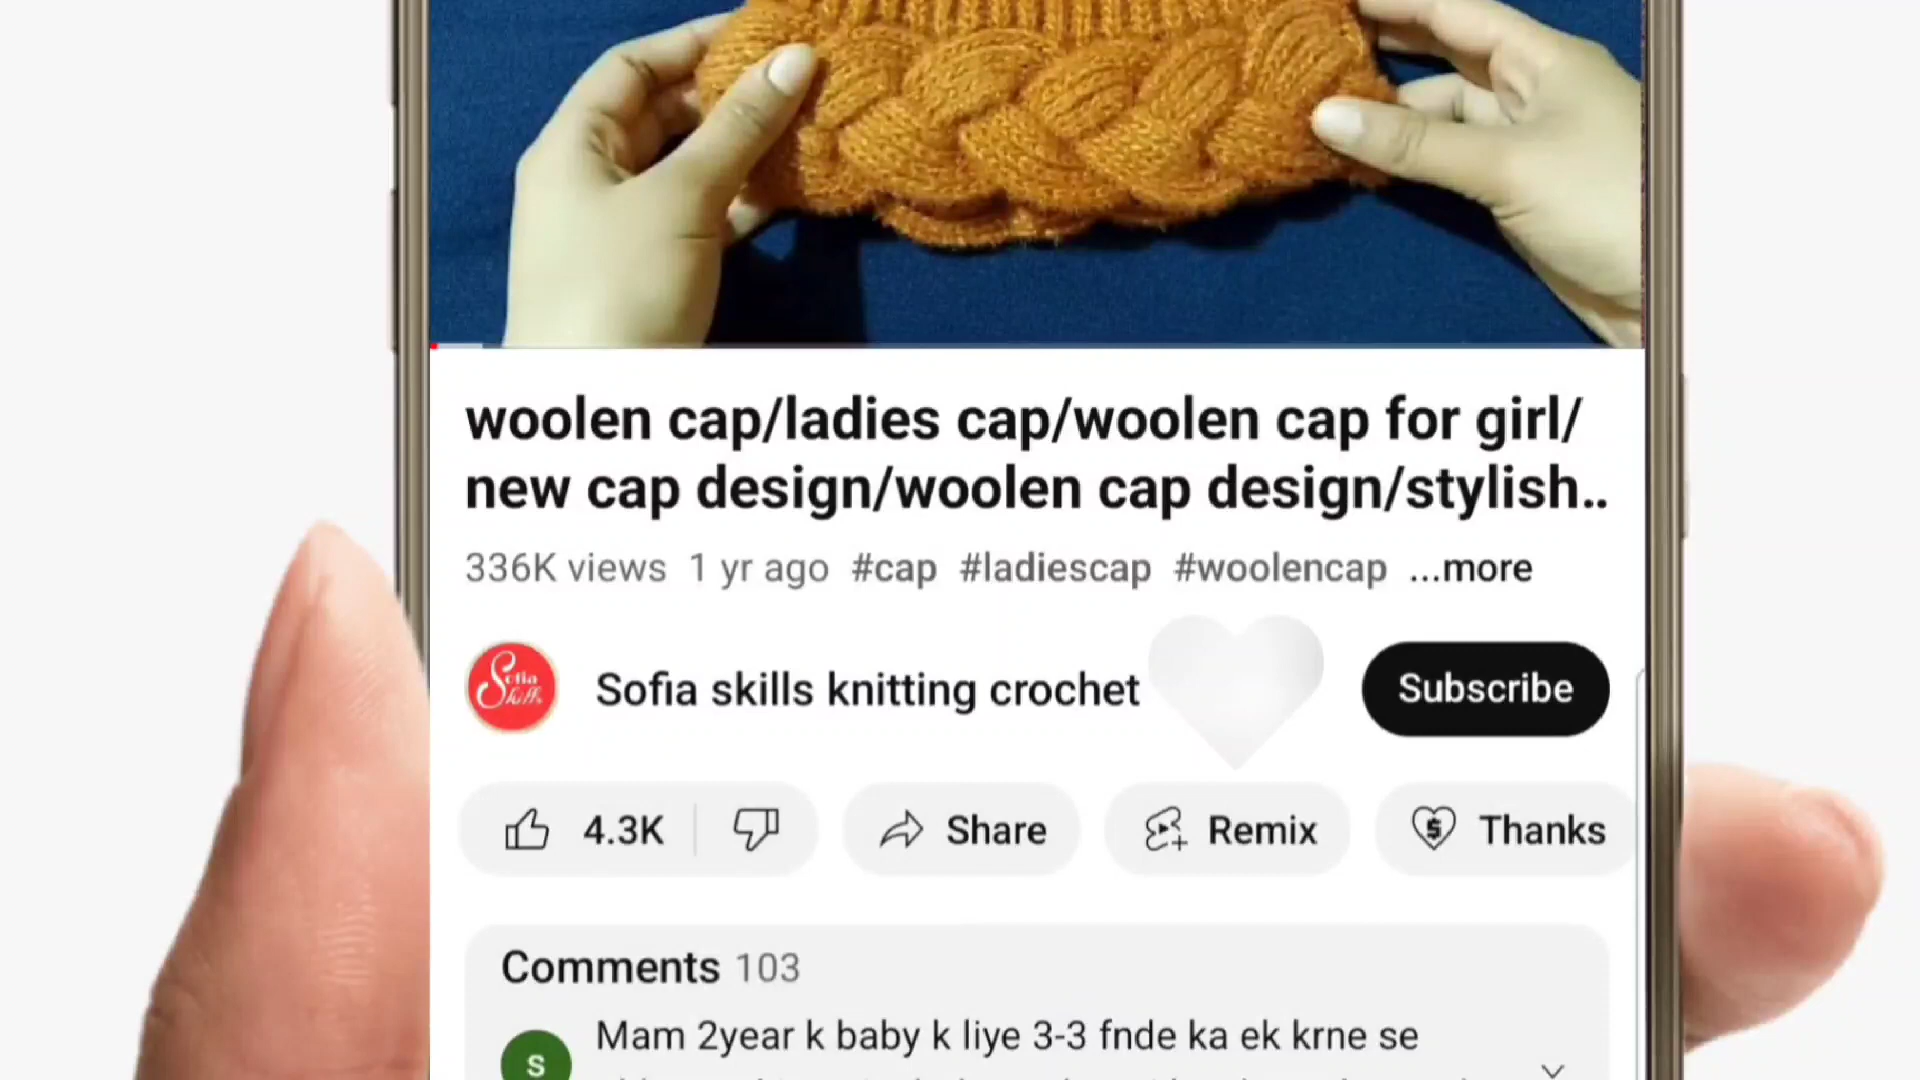 woolen cap/ladies cap/woolen cap for girl/
new cap design/woolen cap design/stylish..
336K views 1 yr ago #cap #ladiescap #woolencap ...more
Sofia Skills
Sofia skills knitting crochet
Subscribe
4.3K
Share
Remix
Thanks
Comments 103
Mam 2year k baby k liye 3-3 fnde ka ek krne se
S